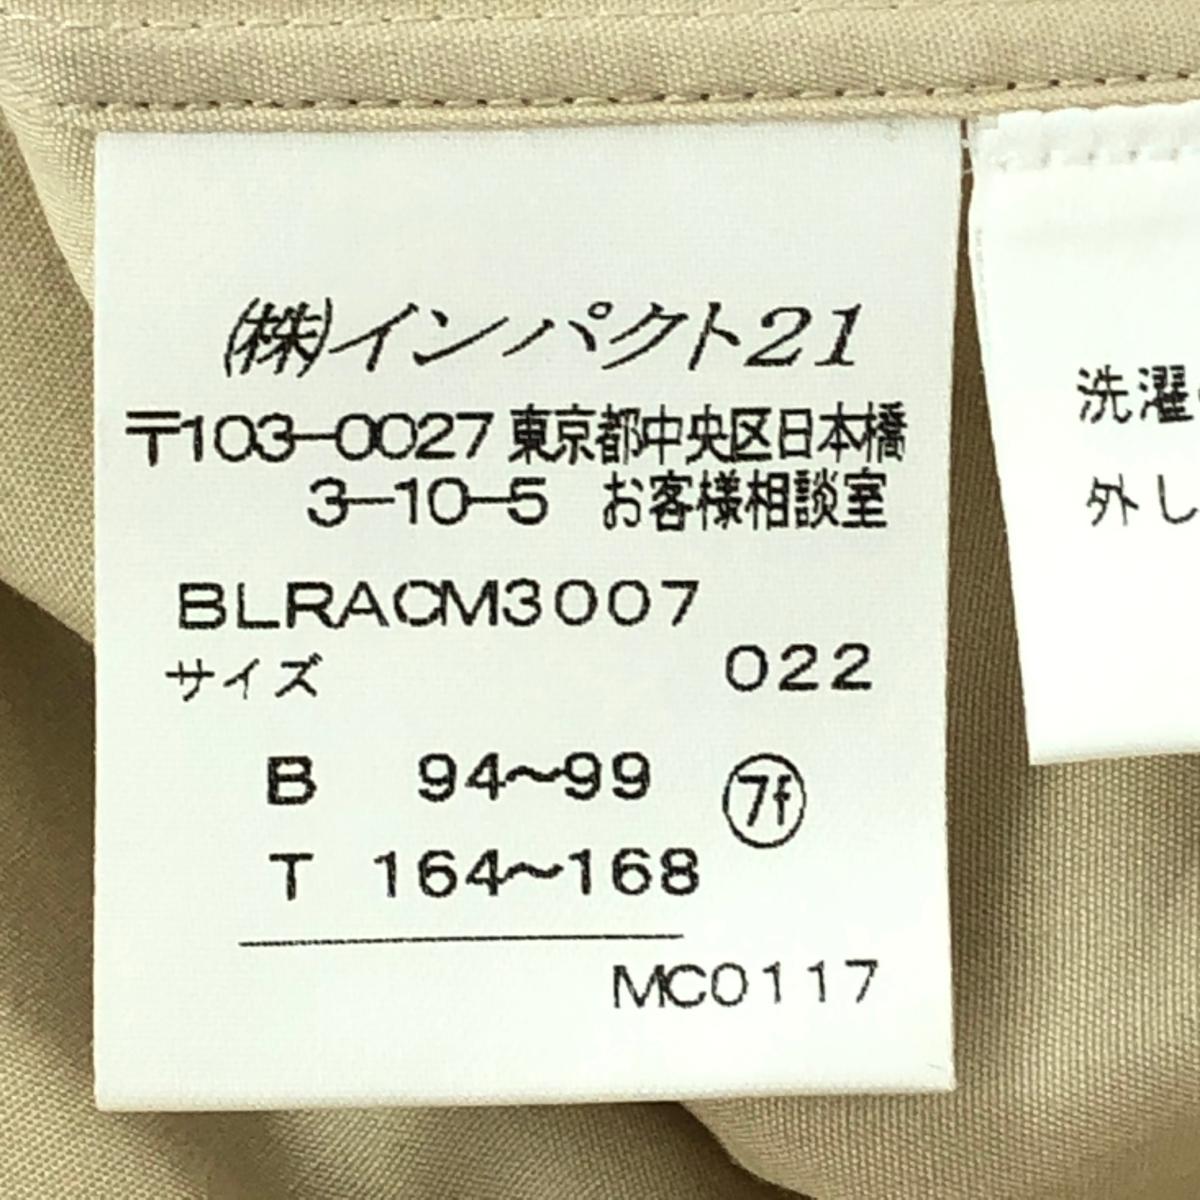 (株)インパクト21
〒103-0027 東京都中央区日本橋
3-10-5 お客様相談室
BLRACM3007
サイズ 022
B 94~99 7f
T 164~168
MC0117
洗濯
外し